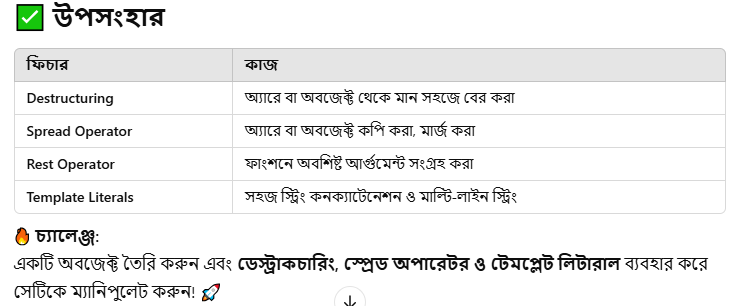 ✅ উপসংহার
ফিচার কাজ
Destructuring অ্যারে বা অবজেক্ট থেকে মান সহজে বের করা
Spread Operator অ্যারে বা অবজেক্ট কপি করা, মার্জ করা
Rest Operator ফাংশনে অবশিষ্ট আর্গুমেন্ট সংগ্রহ করা
Template Literals সহজ স্ট্রিং কনক্যাটেনেশন ও মাল্টি-লাইন স্ট্রিং
🔥 চ্যালেঞ্জ:
একটি অবজেক্ট তৈরি করুন এবং ডেস্ট্রাকচারিং, স্প্রেড অপারেটর ও টেমপ্লেট লিটারাল ব্যবহার করে
সেটিকে ম্যানিপুলেট করুন! 🚀